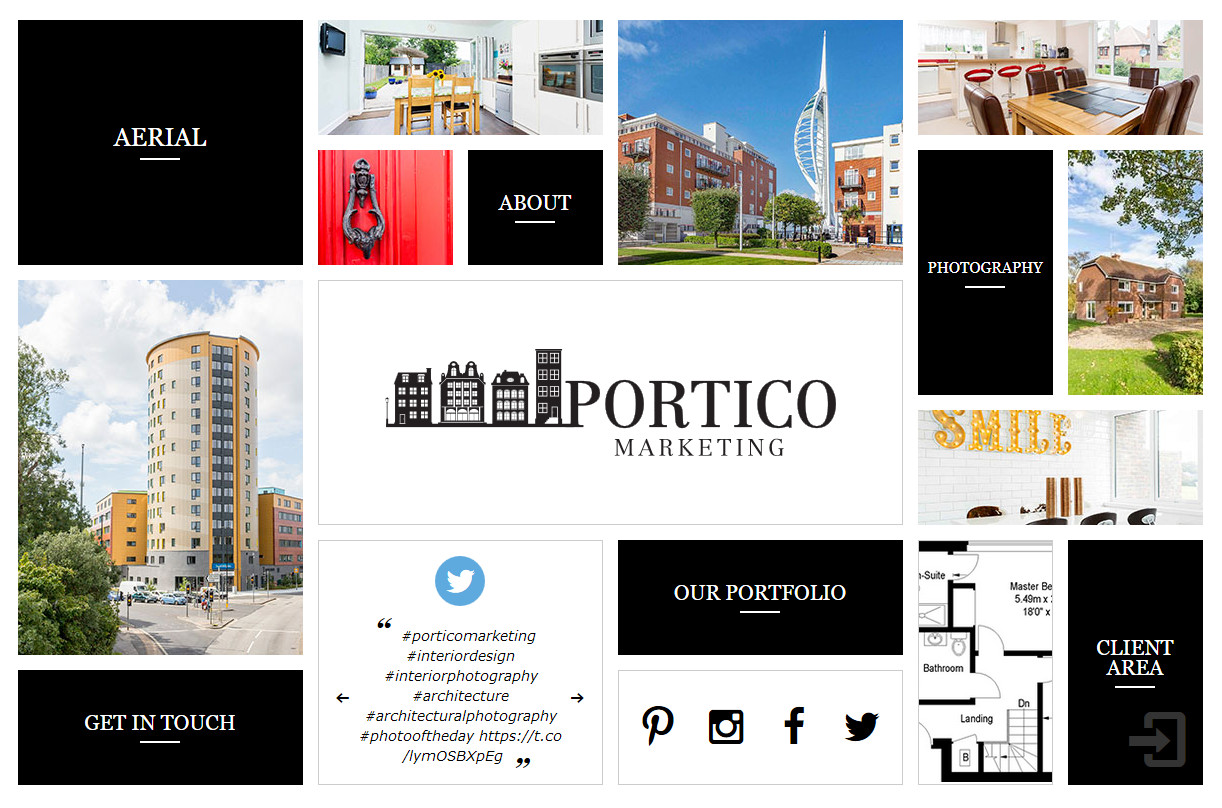 AERIAL
ABOUT
PHOTOGRAPHY
PORTICO
MARKETING
SMILE
“ #porticomarketing
#interiordesign
#interiorphotography
#architecture
#architecturalphotography
#photooftheday https://t.co
/lymOSBXpEg ”
OUR PORTFOLIO
n-Suite
Master Be
5.49m x
18'0" x
Bathroom
Landing
Dn
B
CLIENT
AREA
GET IN TOUCH